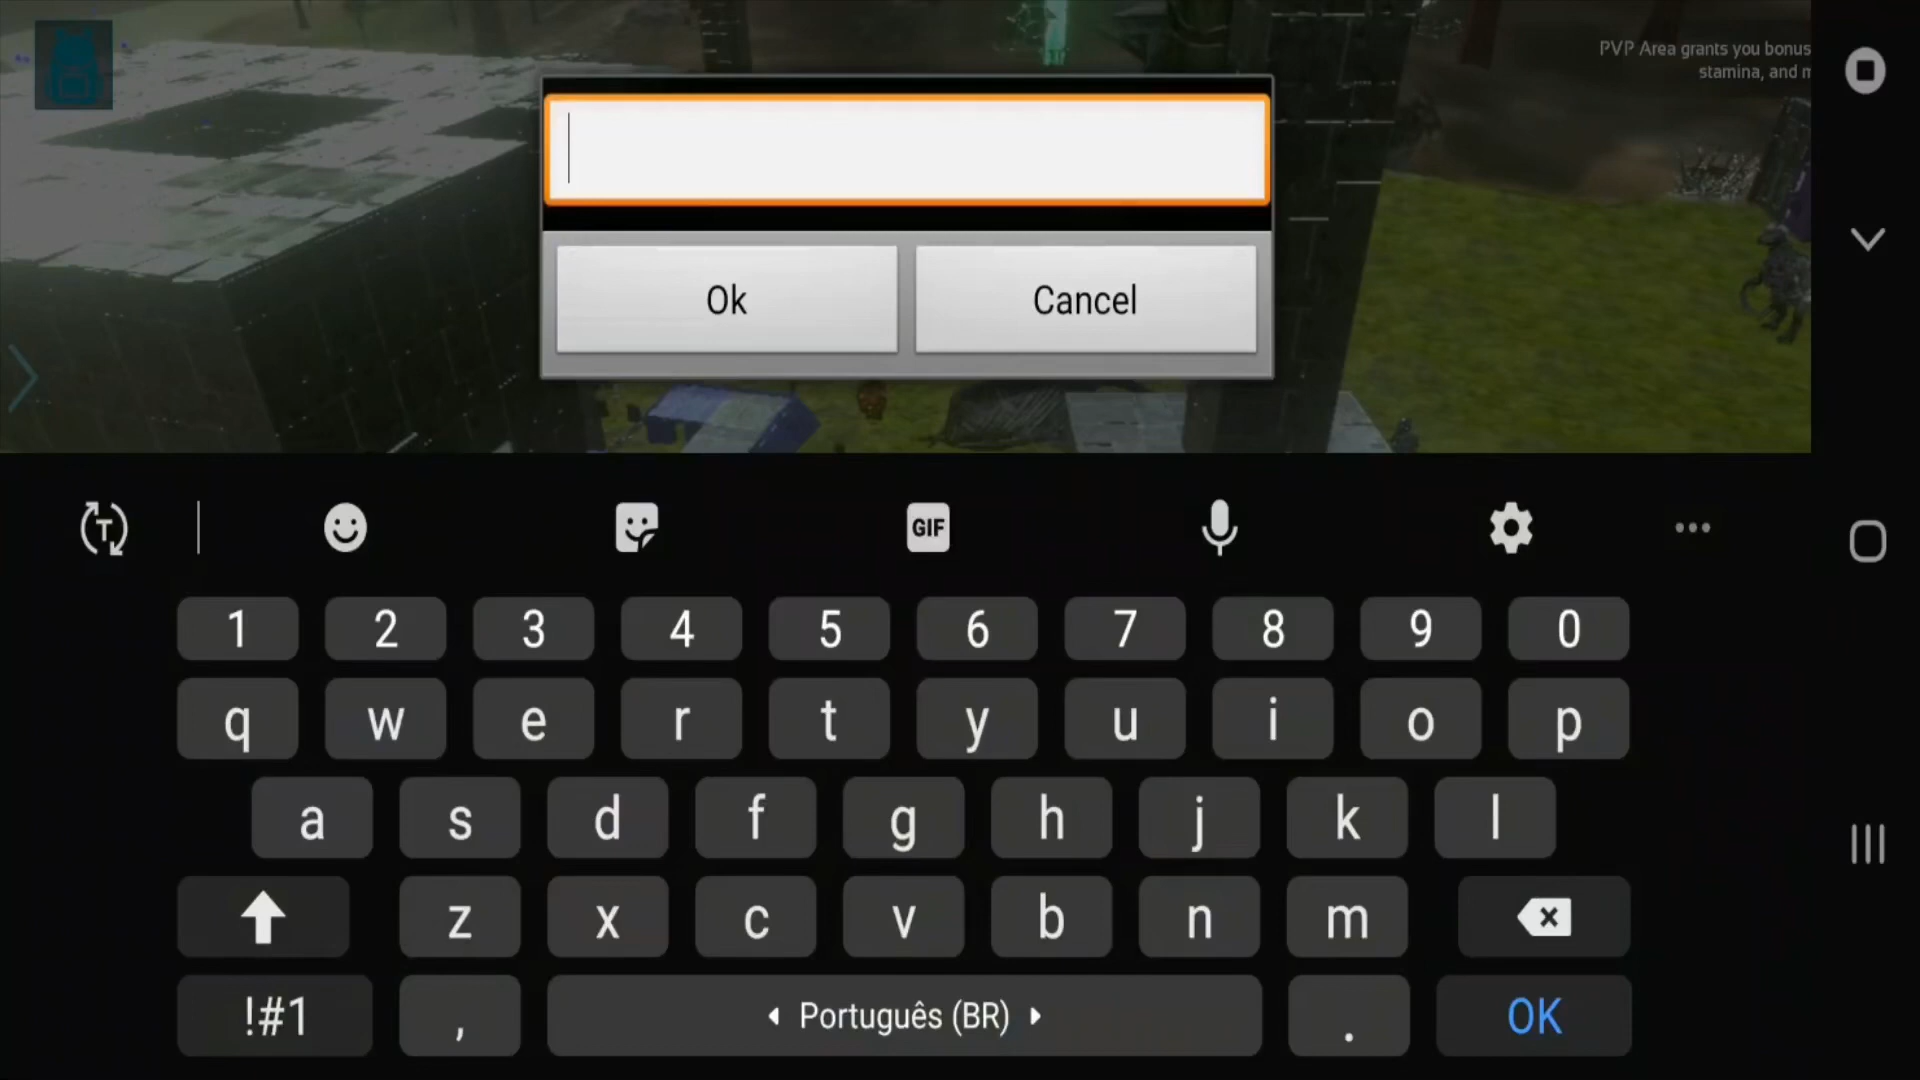 PVP Area grants you bonus
stamina, and m
Ok
Cancel
T
GIF
1 2 3 4 5 6 7 8 9 0
q w e r t y u i o p
a s d f g h j k l
z x c v b n m
!#1 , Português (BR) . OK